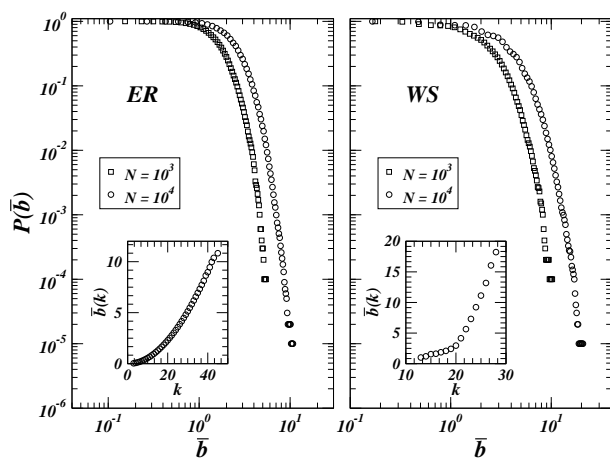 10^0
10^-1
10^-2
10^-3
10^-4
10^-5
10^-6
P(b̅)
ER
N = 10^3
N = 10^4
10
5
0
b̅(k)
0 20 40
k
10^-1 10^0 10^1
b̅
WS
N = 10^3
N = 10^4
20
15
10
5
0
b̅(k)
10 20 30
k
10^-1 10^0 10^1
b̅